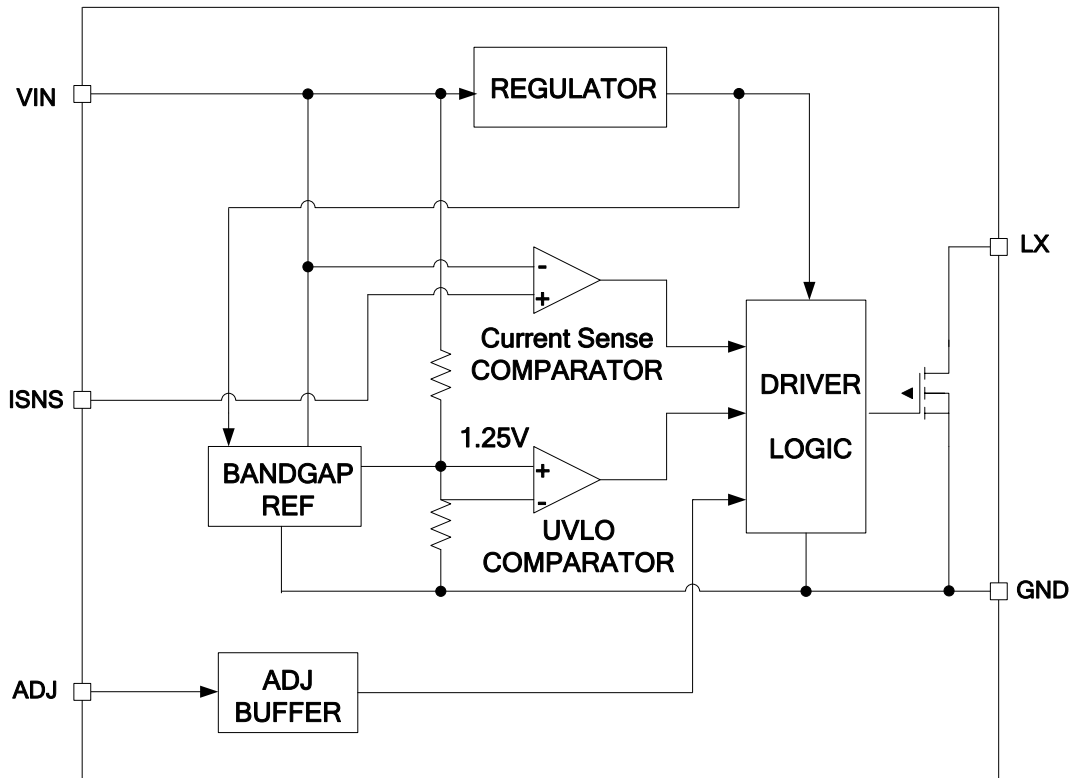 VIN
REGULATOR
LX
-
+
Current Sense
COMPARATOR
ISNS
DRIVER
LOGIC
1.25V
BANDGAP
REF
+
-
UVLO
COMPARATOR
GND
ADJ
ADJ
BUFFER